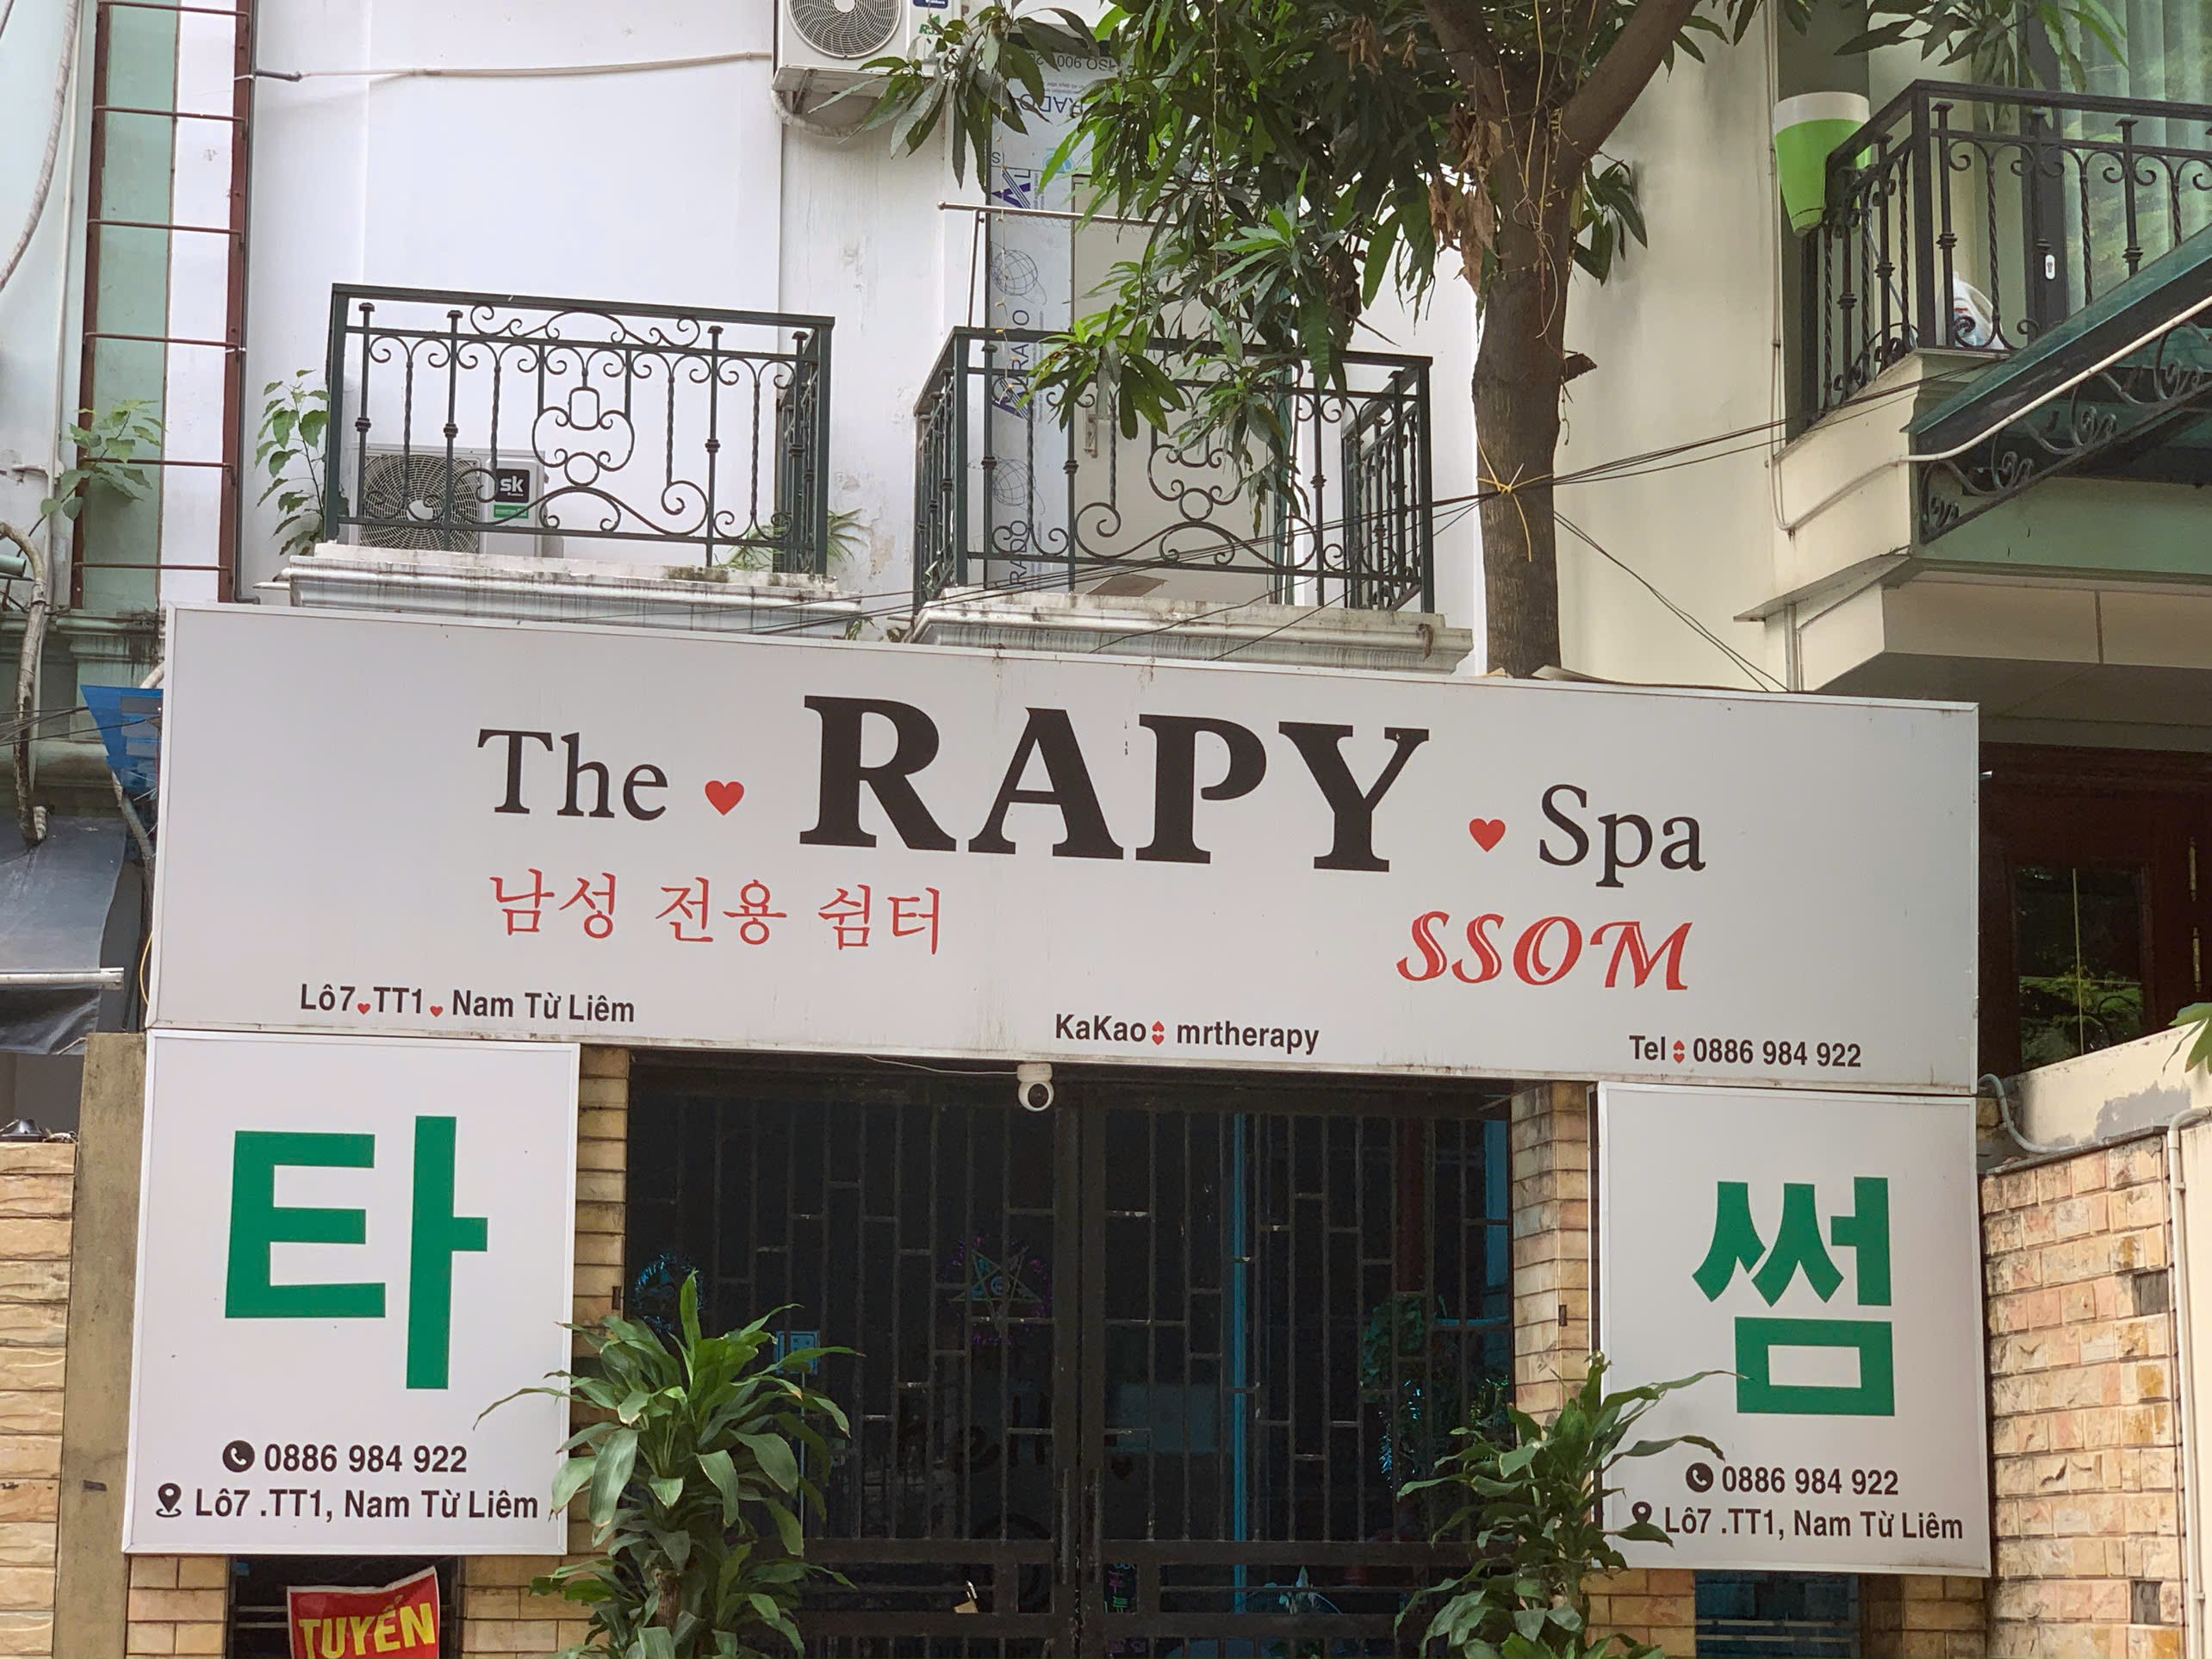 sk
The ♥ RAPY ♥ Spa
남성 전용 쉼터
SSOM
Lô7♥TT1♥ Nam Từ Liêm
KaKao: mrtherapy
Tel: 0886 984 922
타
0886 984 922
Lô7 .TT1, Nam Từ Liêm
썸
0886 984 922
Lô7 .TT1, Nam Từ Liêm
TUYỂN